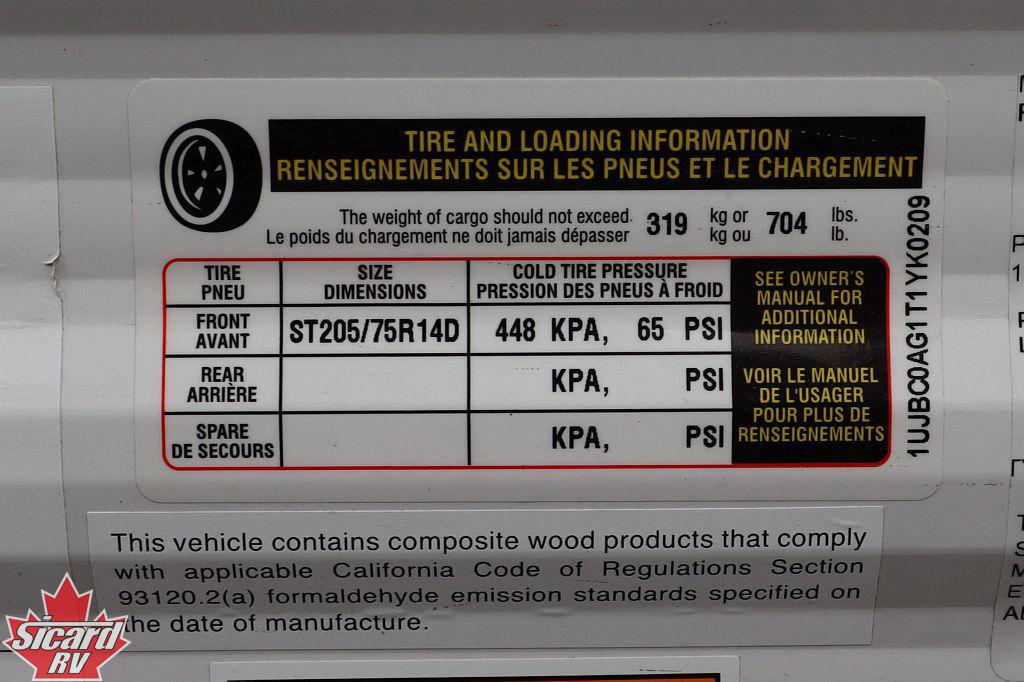 TIRE AND LOADING INFORMATION
RENSEIGNEMENTS SUR LES PNEUS ET LE CHARGEMENT
The weight of cargo should not exceed 319 kg or 704 lbs.
Le poids du chargement ne doit jamais dépasser kg ou lb.
TIRE SIZE COLD TIRE PRESSURE
PNEU DIMENSIONS PRESSION DES PNEUS À FROID
FRONT
AVANT
ST205/75R14D 448 KPA, 65 PSI
REAR
ARRIÈRE
KPA, PSI
SPARE
DE SECOURS
KPA, PSI
SEE OWNER'S
MANUAL FOR
ADDITIONAL
INFORMATION
VOIR LE MANUEL
DE L'USAGER
POUR PLUS DE
RENSEIGNEMENTS
1UJBC0AG1T1YK0209
This vehicle contains composite wood products that comply
with applicable California Code of Regulations Section
93120.2(a) formaldehyde emission standards specified on
the date of manufacture.
Sicard
RV